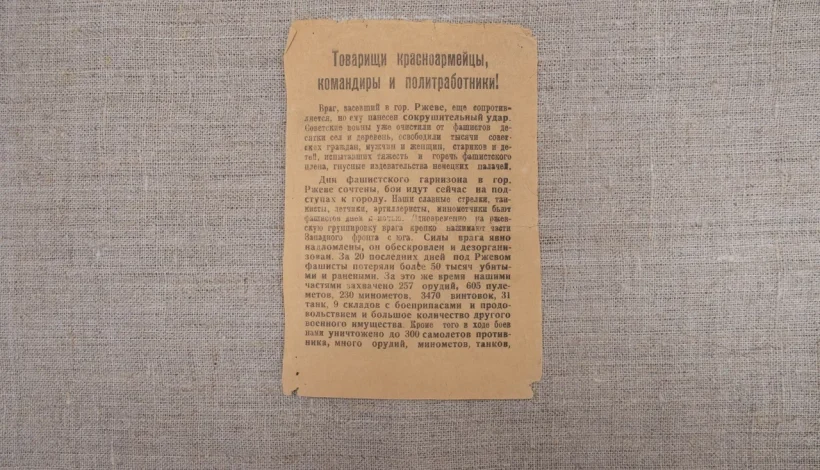 Товарищи красноармейцы,
командиры и политработники!
Враг, засевший в гор. Ржеве, еще сопротив-
ляется, но ему нанесен сокрушительный удар.
Советские воины уже очистили от фашистов де-
сятки сел и деревень, освободили тысячи совет-
ских граждан, мужчин и женщин, стариков и де-
тей, испытавших тяжесть и горечь фашистского
плена, гнусные издевательства немецких палачей.
Дни фашистского гарнизона в гор.
Ржеве сочтены, бои идут сейчас на под-
ступах к городу. Наши славные стрелки, тан-
кисты, летчики, артиллеристы, минометчики бьют
фашистов днем и ночью. Одновременно на ржев-
скую группировку врага крепко нажимают части
Западного фронта с юга. Силы врага явно
надломлены, он обескровлен и дезоргани-
зован. За 20 последних дней под Ржевом
фашисты потеряли более 50 тысяч убиты-
ми и ранеными. За это же время нашими
частями захвачено 257 орудий, 605 пуле-
метов, 230 минометов, 3470 винтовок, 31
танк, 9 складов с боеприпасами и продо-
вольствием и большое количество другого
военного имущества. Кроме того в ходе боев
нами уничтожено до 300 самолетов против-
ника, много орудий, минометов, танков,